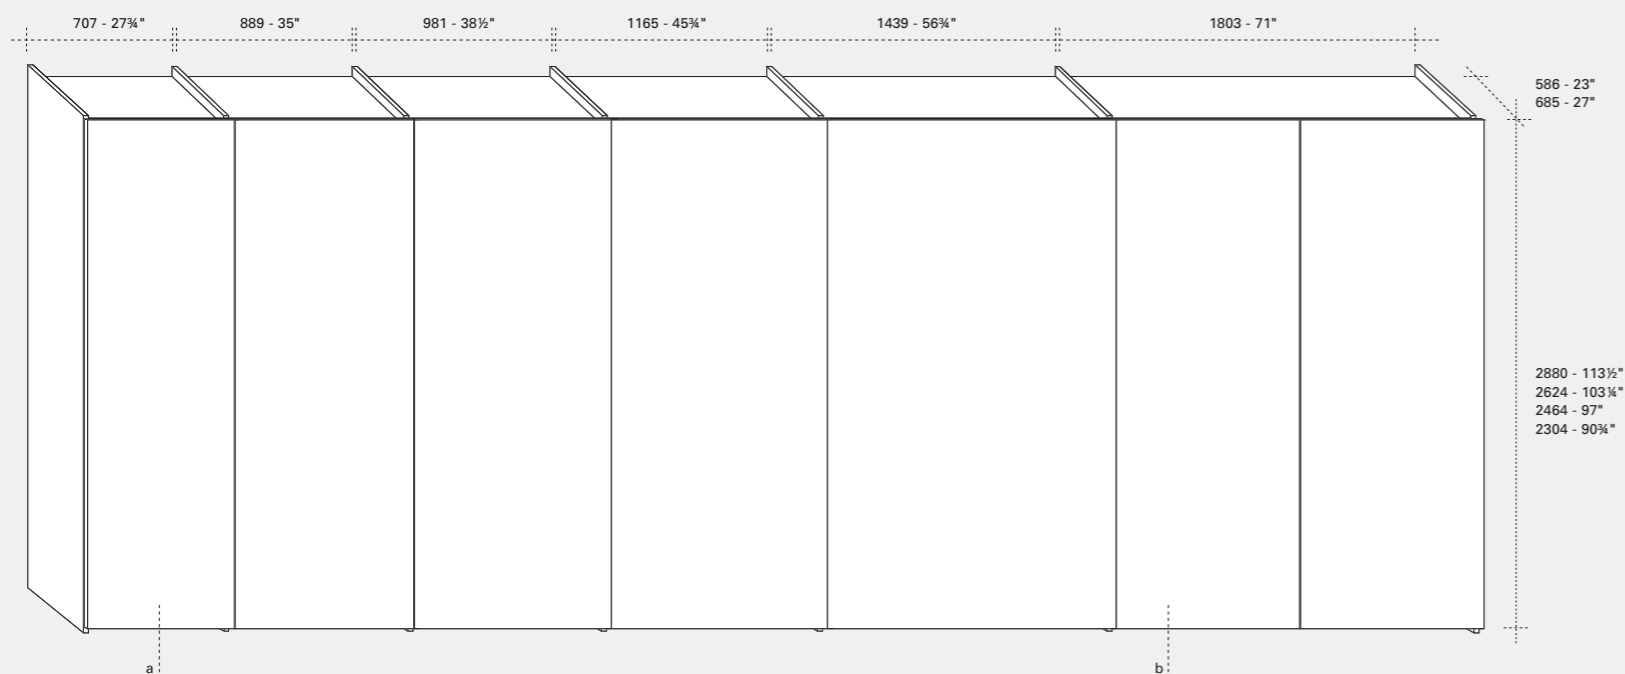 707 - 27¾"
889 - 35"
981 - 38½"
1165 - 45¾"
1439 - 56¾"
1803 - 71"
586 - 23"
685 - 27"
2880 - 113½"
2624 - 103¼"
2464 - 97"
2304 - 90¾"
a
b